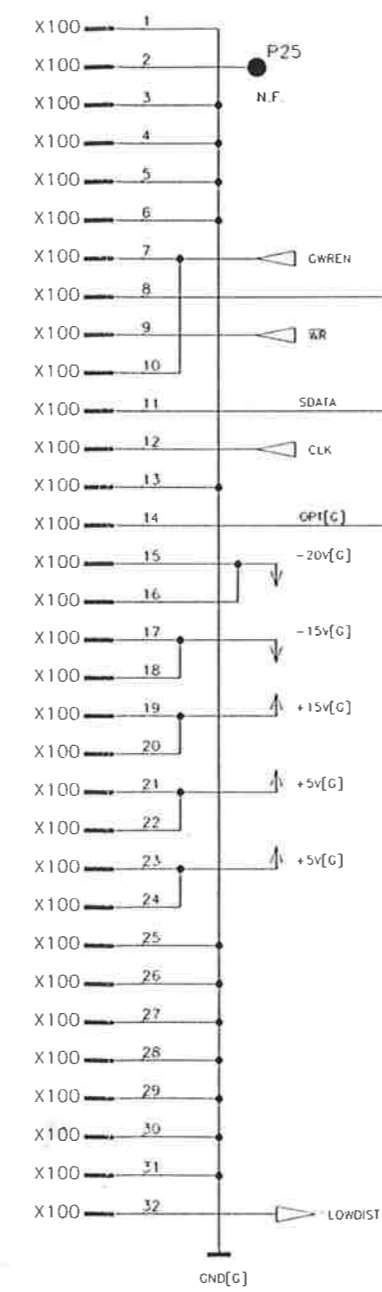 X100 1
X100 2 P25
N.F.
X100 3
X100 4
X100 5
X100 6
X100 7 GWREN
X100 8
X100 9 WR
X100 10
X100 11 SDATA
X100 12 CLK
X100 13
X100 14 OPT[G]
X100 15 -20V[G]
X100 16
X100 17 -15V[G]
X100 18
X100 19 +15V[G]
X100 20
X100 21 +5V[G]
X100 22
X100 23 +5V[G]
X100 24
X100 25
X100 26
X100 27
X100 28
X100 29
X100 30
X100 31
X100 32 LOWDIST
GND[G]